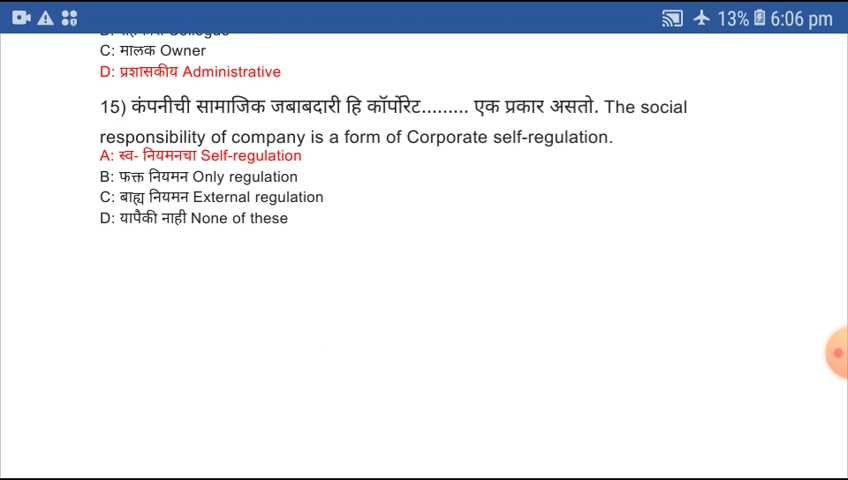 13% 6:06 pm
C: मालक Owner
D: प्रशासकीय Administrative
15) कंपनीची सामाजिक जबाबदारी हि कॉर्पोरेट......... एक प्रकार असतो. The social
responsibility of company is a form of Corporate self-regulation.
A: स्व- नियमनचा Self-regulation
B: फक्त नियमन Only regulation
C: बाह्य नियमन External regulation
D: यापैकी नाही None of these